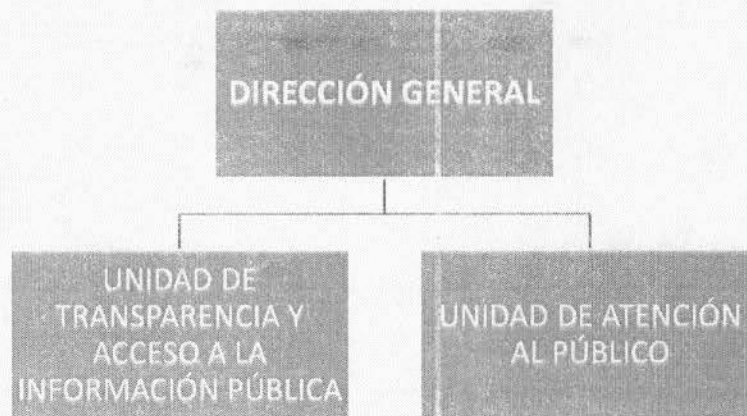 DIRECCIÓN GENERAL
UNIDAD DE
TRANSPARENCIA Y
ACCESO A LA
INFORMACIÓN PÚBLICA
UNIDAD DE ATENCIÓN
AL PÚBLICO